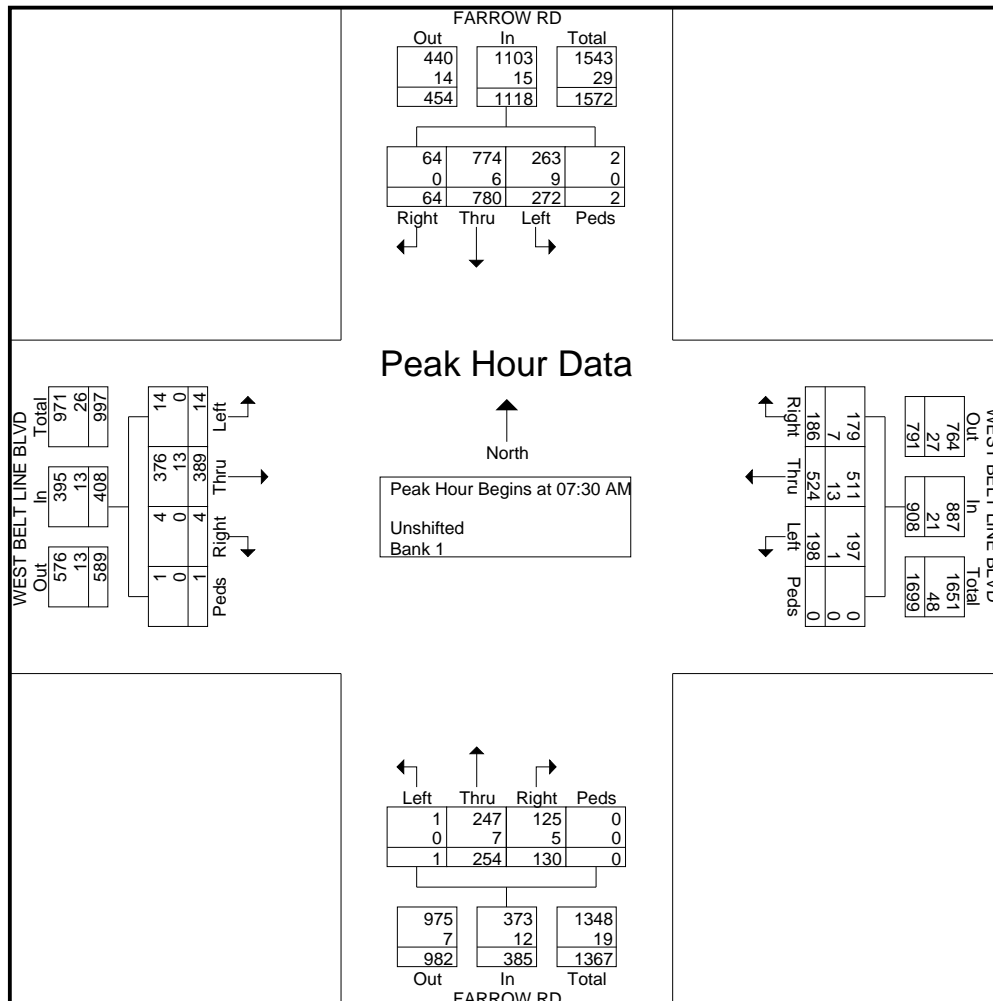 FARROW RD
Out In Total
440 1103 1543
14 15 29
454 1118 1572
64 774 263 2
0 6 9 0
64 780 272 2
Right Thru Left Peds
Peak Hour Data
North
Peak Hour Begins at 07:30 AM
Unshifted
Bank 1
WEST BELT LINE BLVD
Total In Out
971 395 576
26 13 13
997 408 589
14 376 4 1
0 13 0 0
14 389 4 1
Left Thru Right Peds
WEST BELT LINE BLVD
Out In Total
764 887 1651
27 21 48
791 908 1699
179 511 197 0
7 13 1 0
186 524 198 0
Right Thru Left Peds
Left Thru Right Peds
1 247 125 0
0 7 5 0
1 254 130 0
975 373 1348
7 12 19
982 385 1367
Out In Total
FARROW RD